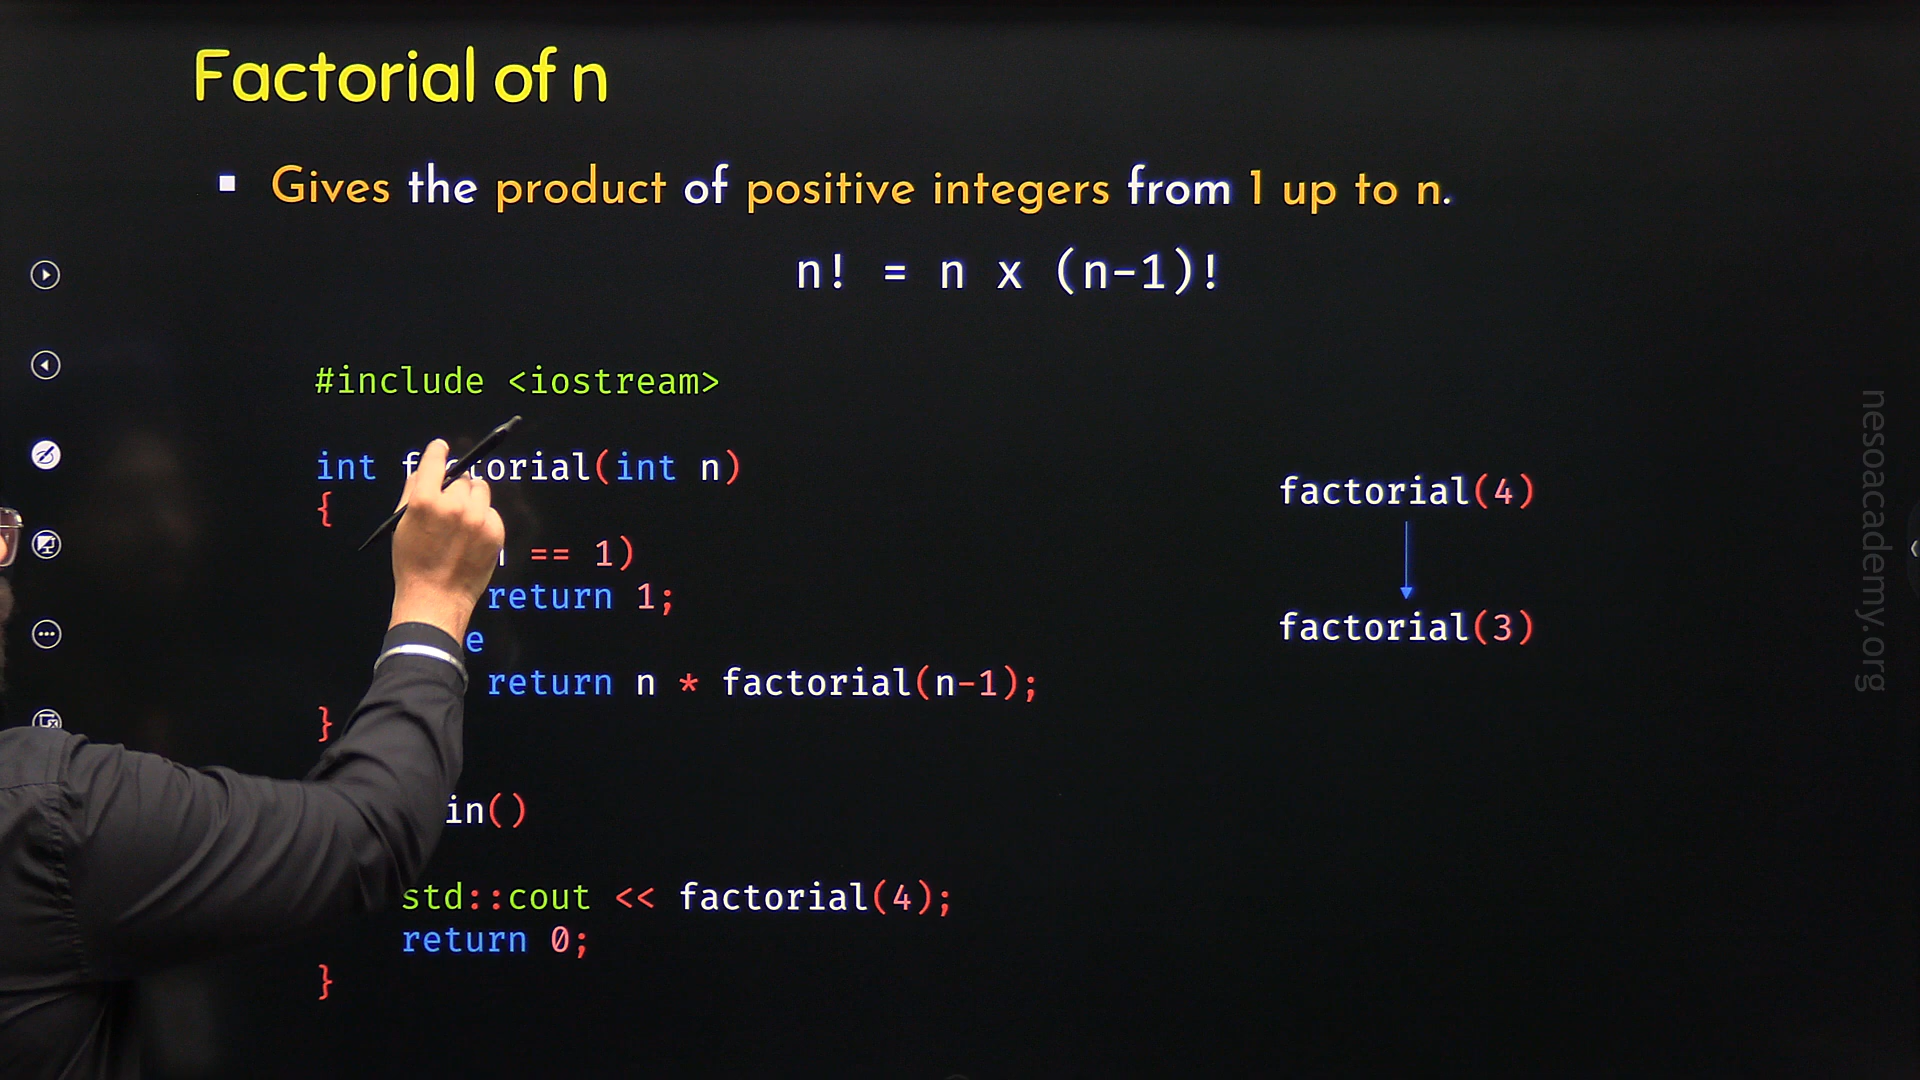 Factorial of n
▪ Gives the product of positive integers from 1 up to n.
n! = n x (n-1)!
#include <iostream>
int factorial(int n)
{
== 1)
return 1;
return n * factorial(n-1);
}
in()
std::cout << factorial(4);
return 0;
}
factorial(4)
factorial(3)
nesoacademy.org